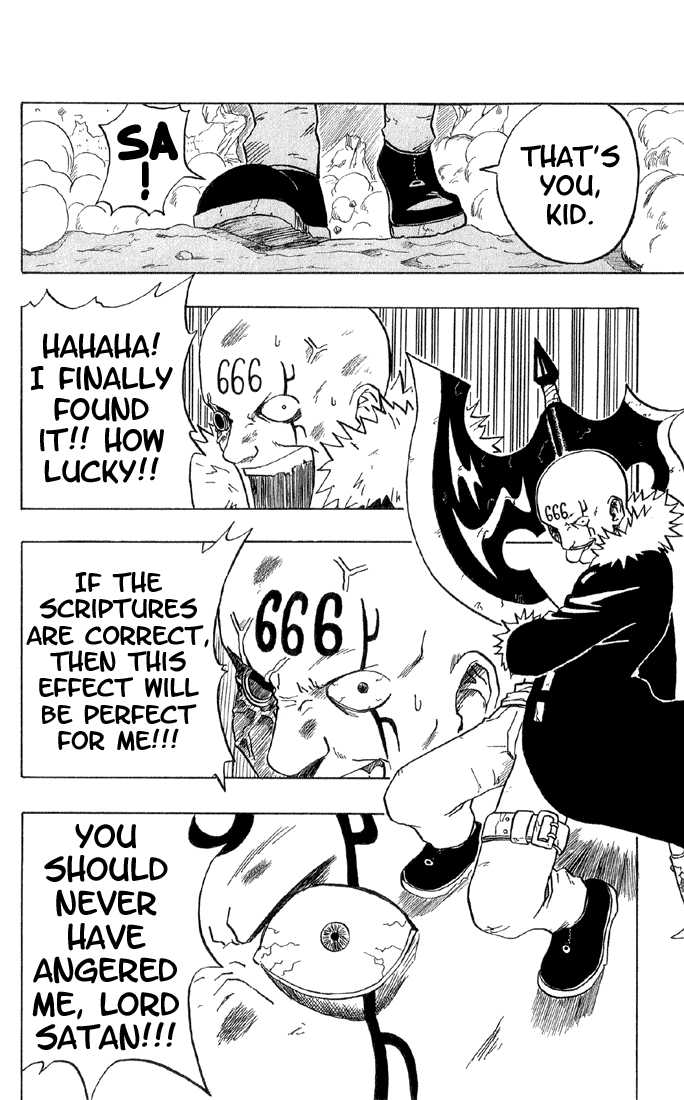 THAT'S
YOU,
KID.
SA
!
HAHAHA!
I FINALLY
FOUND
IT!! HOW
LUCKY!!
666
666
IF THE
SCRIPTURES
ARE CORRECT,
THEN THIS
EFFECT WILL
BE PERFECT
FOR ME!!!
666
YOU
SHOULD
NEVER
HAVE
ANGERED
ME, LORD
SATAN!!!